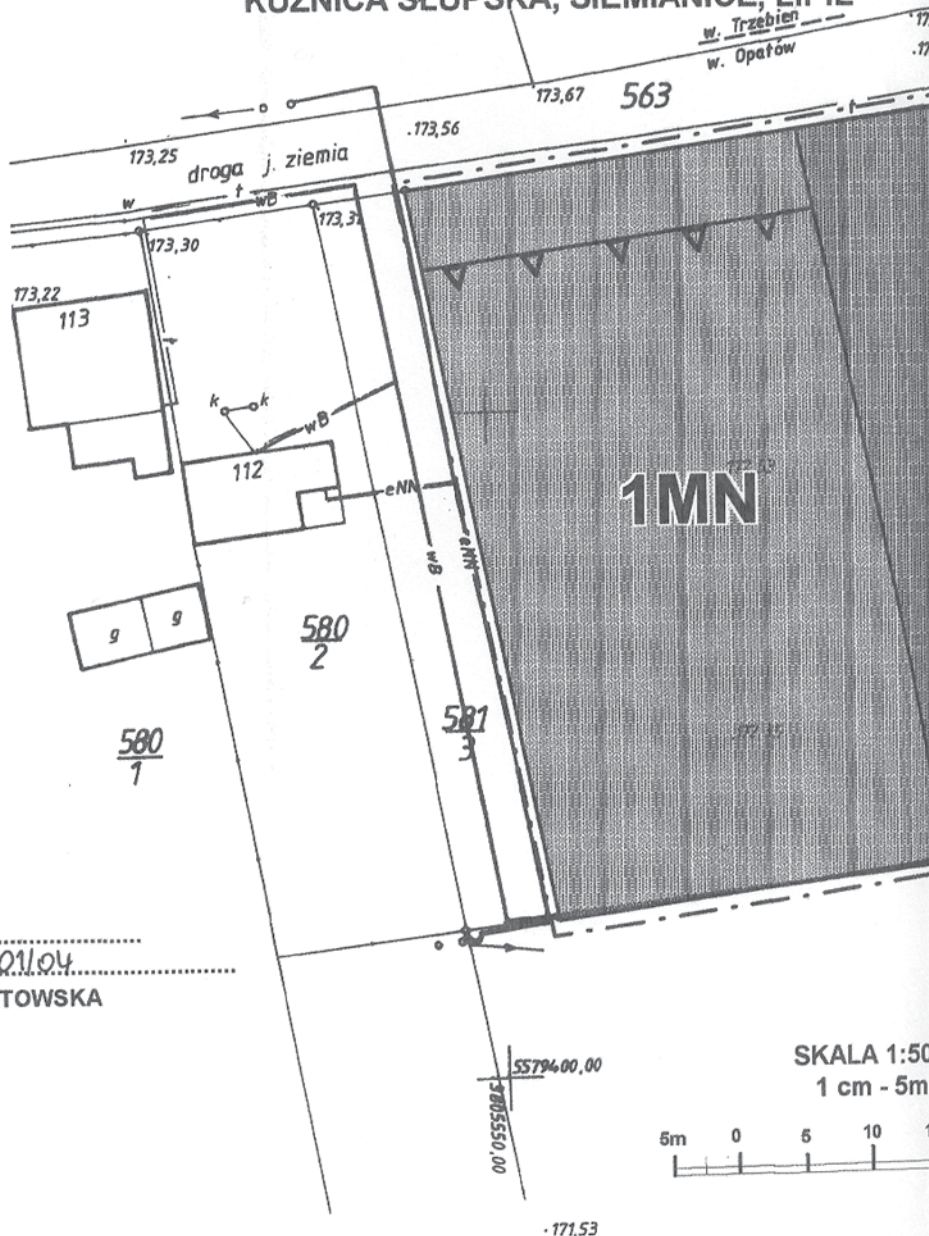 KUŹNICA SŁUPSKA, SIEMIANICE, LIPIE
w. Trzebień
w. Opatów
173,67
563
.173,56
173,25
droga j. ziemia
w
t
wB
t
173,30
173,31
173,22
113
t
k
k
wB
112
eNN
wB
eNN
1MN
g
g
580
2
580
1
581
3
01/04
TOWSKA
5579400,00
SKALA 1:50
1 cm - 5m
5m 0 5 10
.171,53